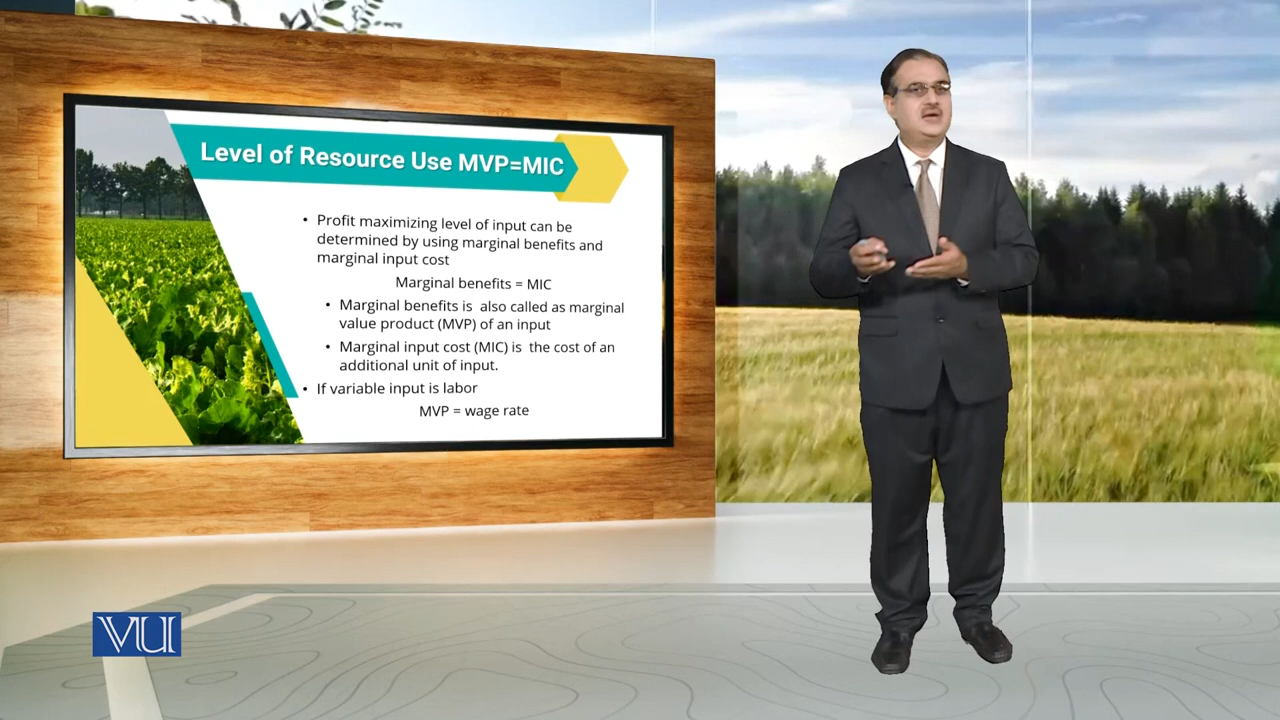 Level of Resource Use MVP=MIC
• Profit maximizing level of input can be
determined by using marginal benefits and
marginal input cost
Marginal benefits = MIC
• Marginal benefits is also called as marginal
value product (MVP) of an input
• Marginal input cost (MIC) is the cost of an
additional unit of input.
• If variable input is labor
MVP = wage rate
VU